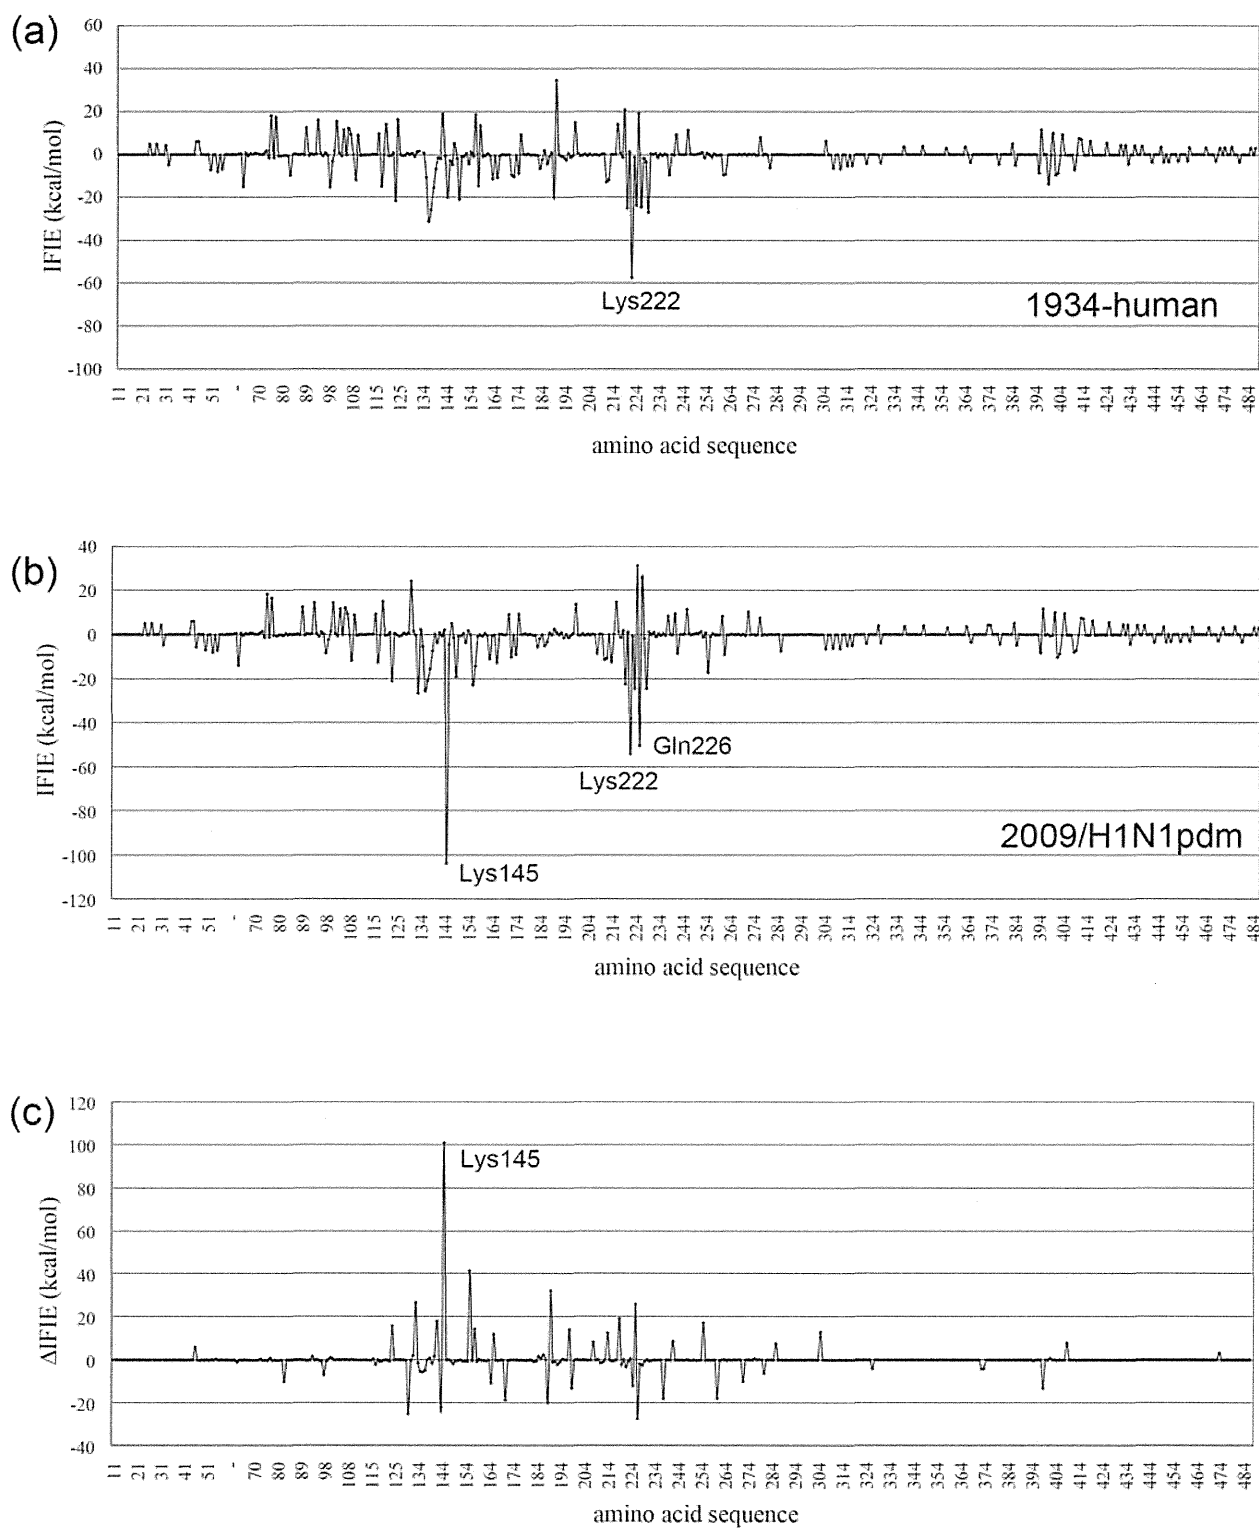 (a)
60
40
20
0
-20
-40
-60
-80
-100
IFIE (kcal/mol)
Lys222
1934-human
11 21 31 41 51 - 70 80 89 98 108 115 125 134 144 154 164 174 184 194 204 214 224 234 244 254 264 274 284 294 304 314 324 334 344 354 364 374 384 394 404 414 424 434 444 454 464 474 484
amino acid sequence
(b)
40
20
0
-20
-40
-60
-80
-100
-120
IFIE (kcal/mol)
Gln226
Lys222
Lys145
2009/H1N1pdm
11 21 31 41 51 - 70 80 89 98 108 115 125 134 144 154 164 174 184 194 204 214 224 234 244 254 264 274 284 294 304 314 324 334 344 354 364 374 384 394 404 414 424 434 444 454 464 474 484
amino acid sequence
(c)
120
100
80
60
40
20
0
-20
-40
ΔIFIE (kcal/mol)
Lys145
11 21 31 41 51 - 70 80 89 98 108 115 125 134 144 154 164 174 184 194 204 214 224 234 244 254 264 274 284 294 304 314 324 334 344 354 364 374 384 394 404 414 424 434 444 454 464 474 484
amino acid sequence